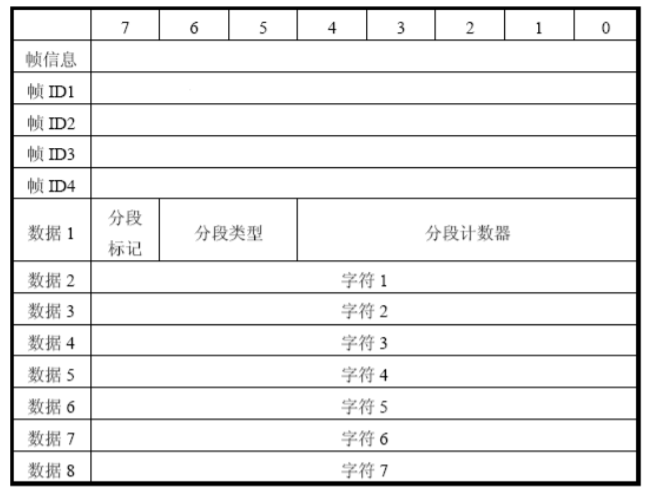 7 6 5 4 3 2 1 0
帧信息
帧 ID1
帧 ID2
帧 ID3
帧 ID4
数据 1 分段 标记 分段类型 分段计数器
数据 2 字符 1
数据 3 字符 2
数据 4 字符 3
数据 5 字符 4
数据 6 字符 5
数据 7 字符 6
数据 8 字符 7